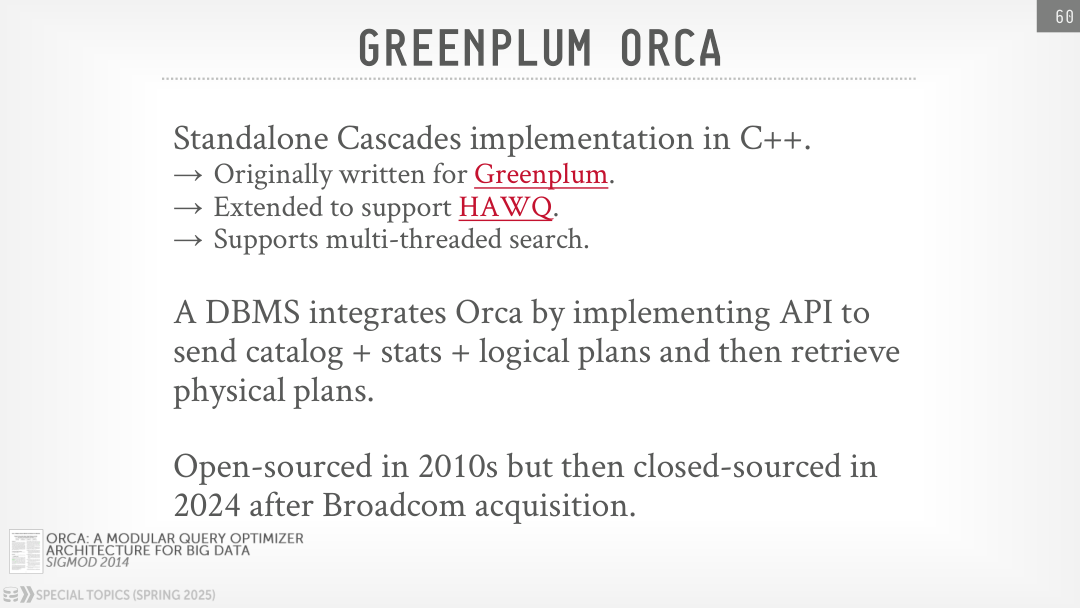 60
GREENPLUM ORCA
Standalone Cascades implementation in C++.
→ Originally written for Greenplum.
→ Extended to support HAWQ.
→ Supports multi-threaded search.
A DBMS integrates Orca by implementing API to
send catalog + stats + logical plans and then retrieve
physical plans.
Open-sourced in 2010s but then closed-sourced in
2024 after Broadcom acquisition.
ORCA: A MODULAR QUERY OPTIMIZER
ARCHITECTURE FOR BIG DATA
SIGMOD 2014
SPECIAL TOPICS (SPRING 2025)